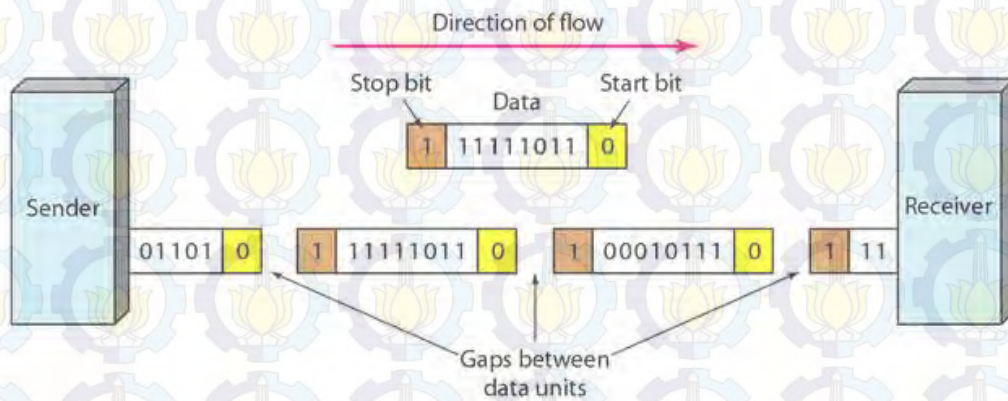 Direction of flow
Stop bit Data Start bit
1 11111011 0
Sender
Receiver
01101 0 1 11111011 0 1 00010111 0 1 11
Gaps between
data units